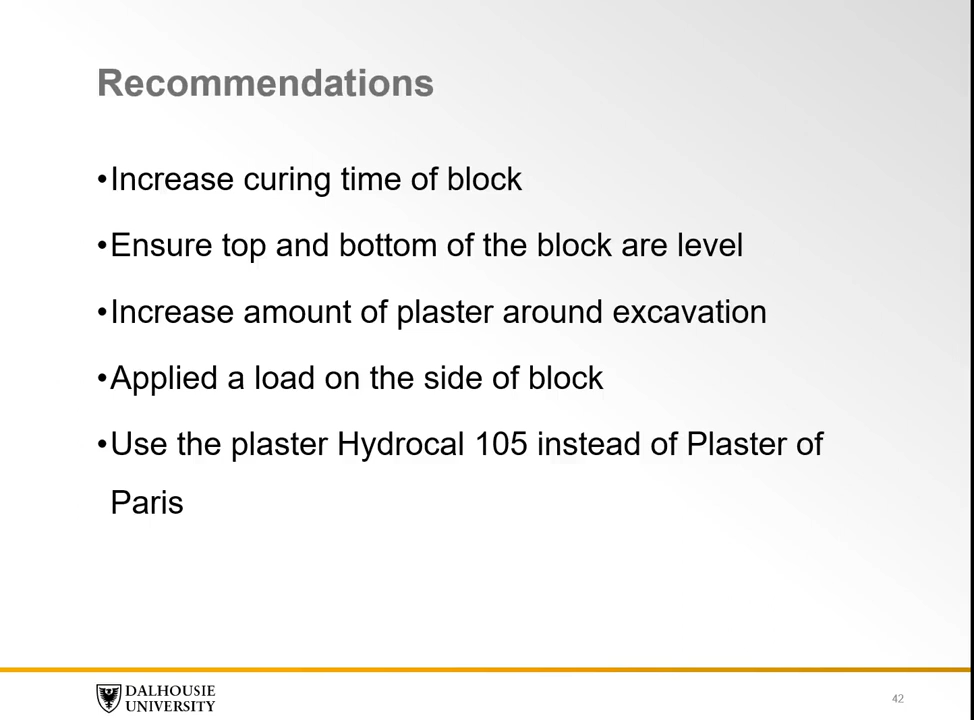 Recommendations
•Increase curing time of block
•Ensure top and bottom of the block are level
•Increase amount of plaster around excavation
•Applied a load on the side of block
•Use the plaster Hydrocal 105 instead of Plaster of
Paris
DALHOUSIE
UNIVERSITY
42